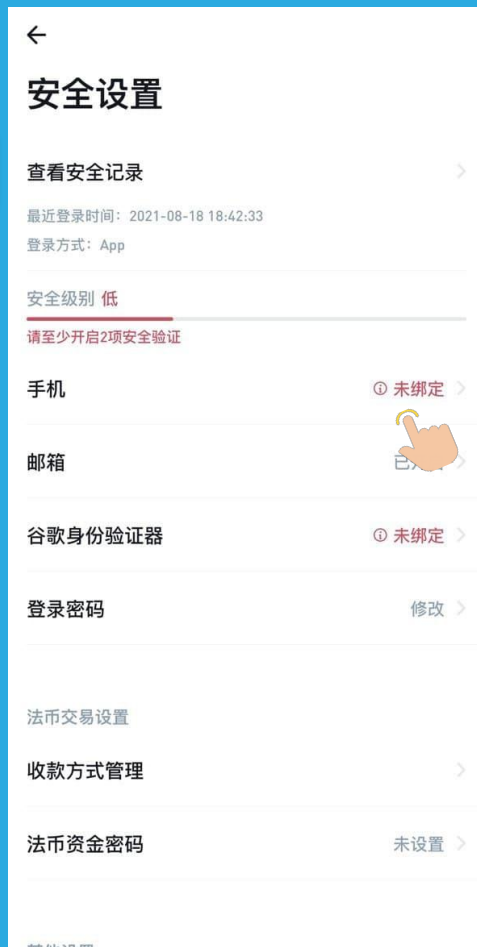 安全设置
查看安全记录
最近登录时间：2021-08-18 18:42:33
登录方式：App
安全级别 低
请至少开启2项安全验证
手机 未绑定
邮箱 已
谷歌身份验证器 未绑定
登录密码 修改
法币交易设置
收款方式管理
法币资金密码 未设置